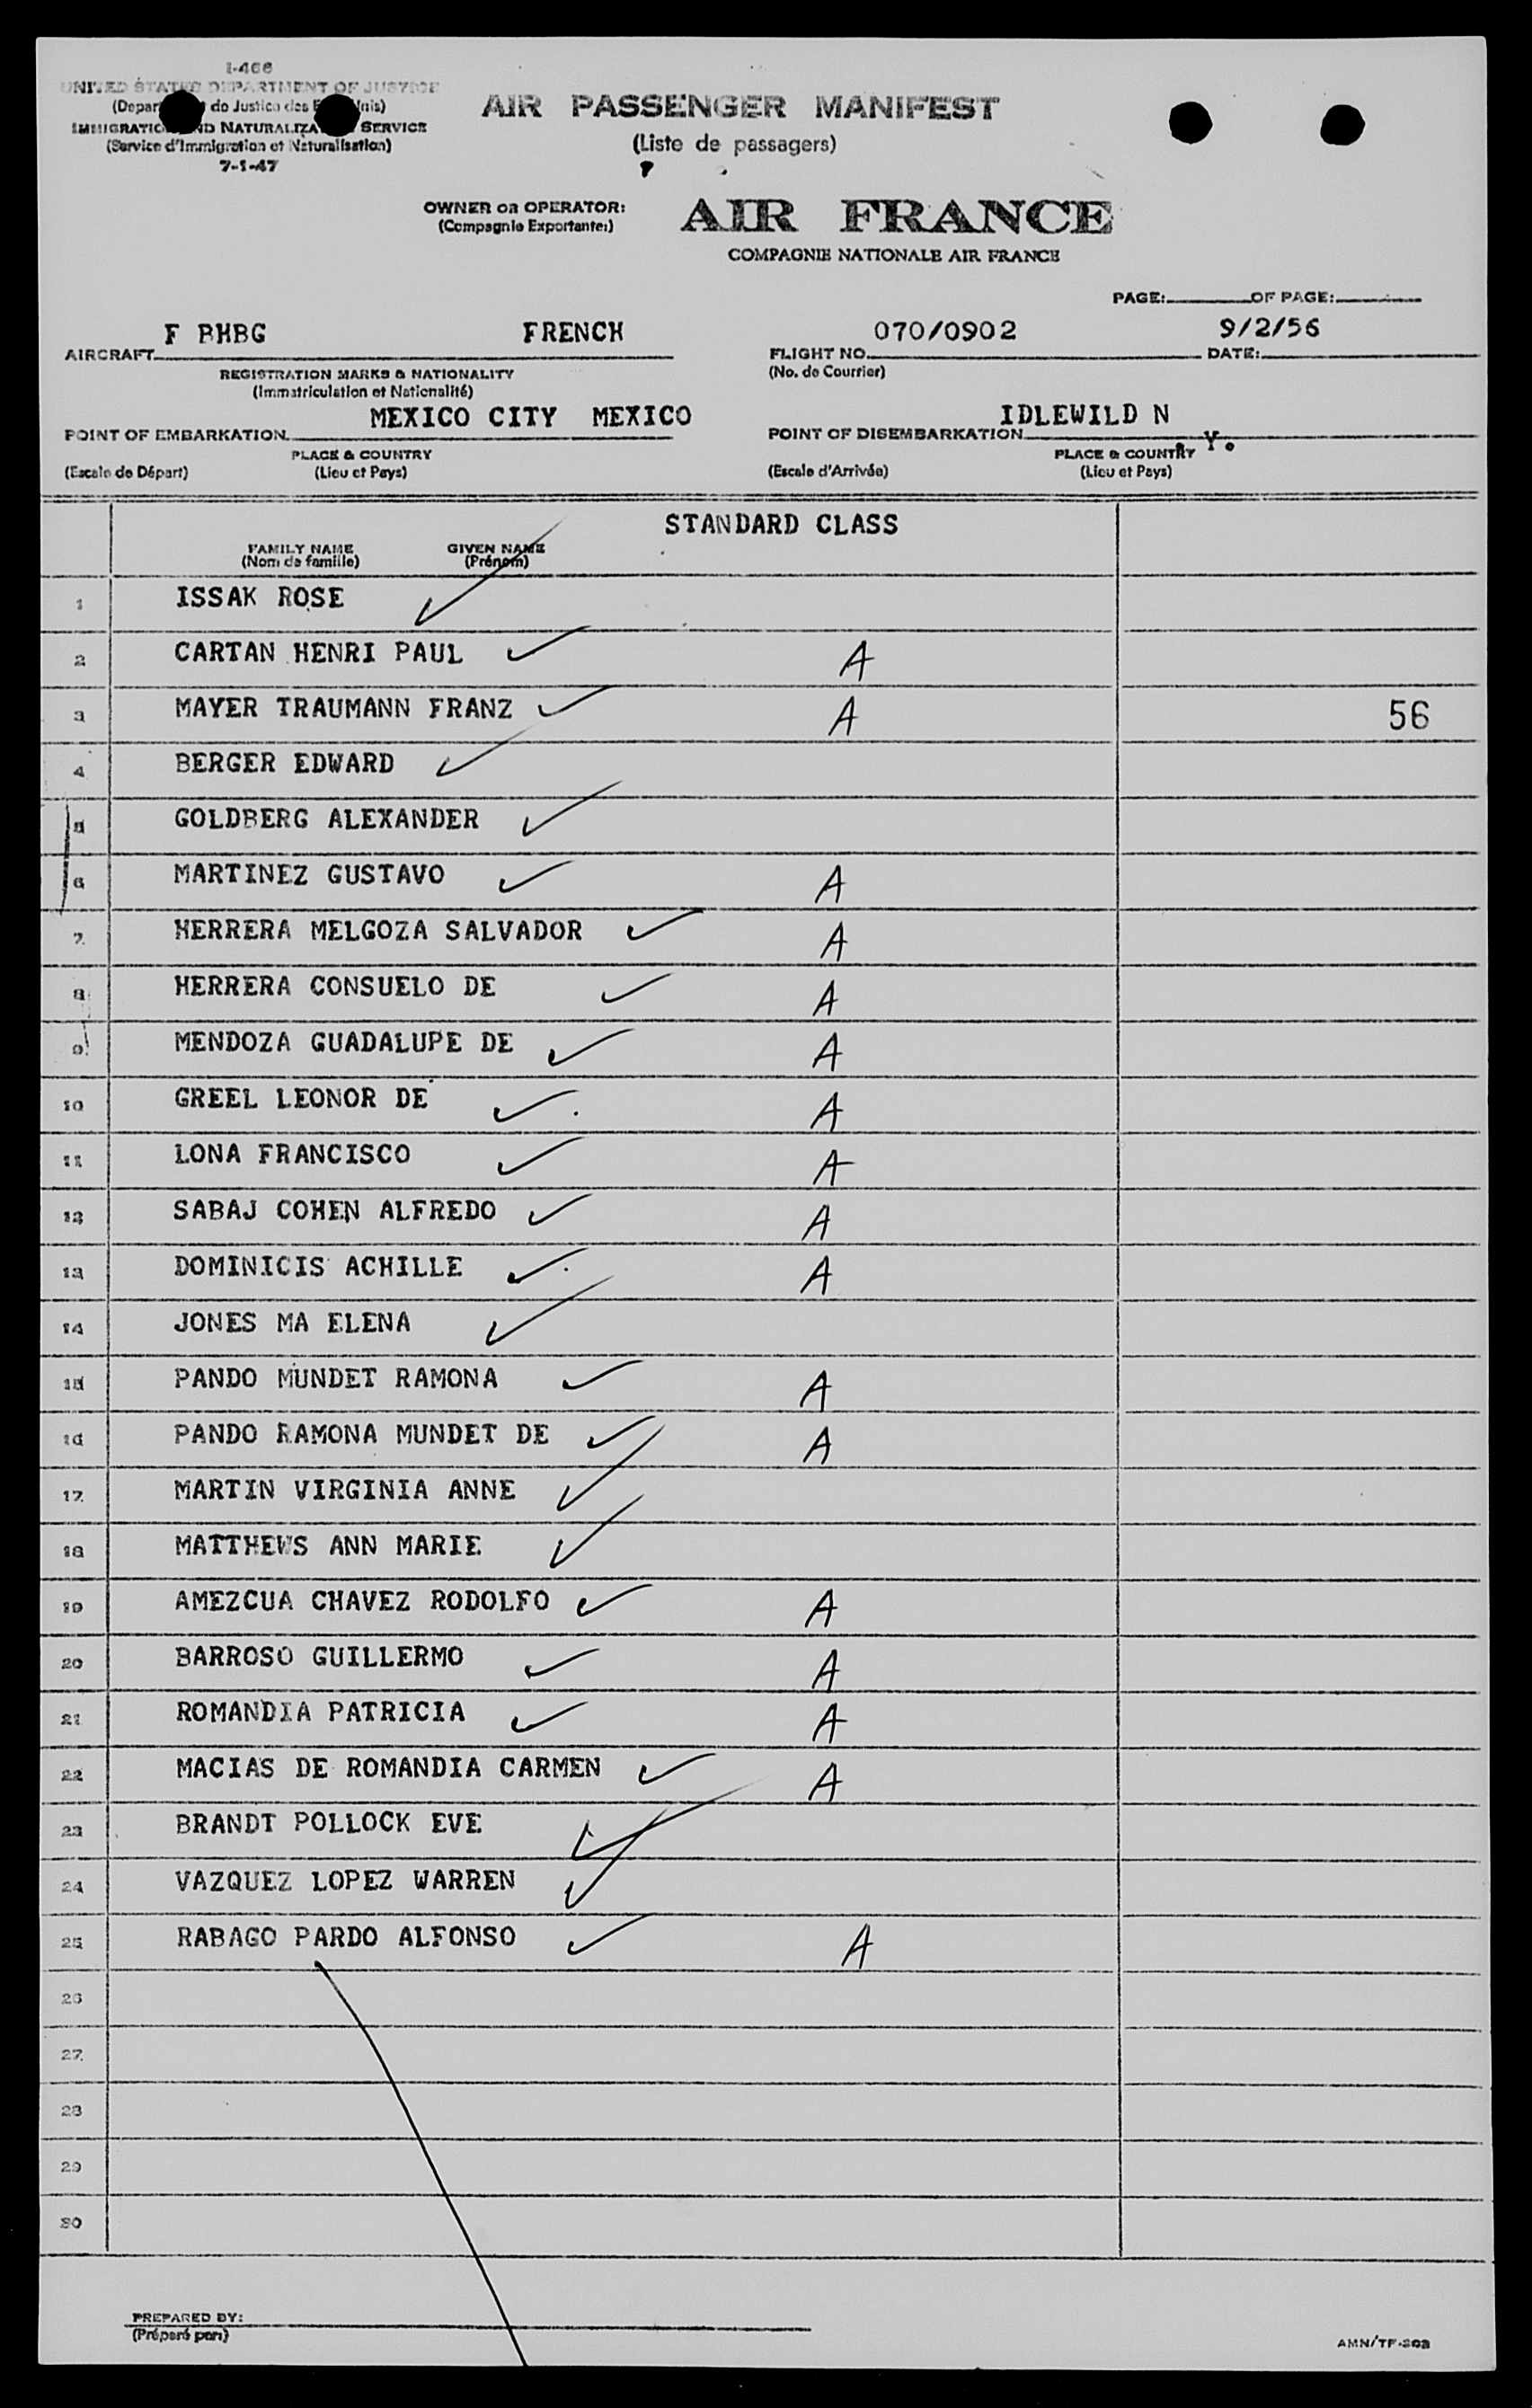 I-466
UNITED STATES DEPARTMENT OF JUSTICE
(Depar de Justice des E Unis)
IMMIGRATION AND NATURALIZA SERVICE
(Service d'Immigration et Naturalisation)
7-1-47
AIR PASSENGER MANIFEST
(Liste de passagers)
OWNER OR OPERATOR:
(Compagnie Exportante:)
AIR FRANCE
COMPAGNIE NATIONALE AIR FRANCE
PAGE: OF PAGE:
AIRCRAFT F BHBG FRENCH
REGISTRATION MARKS & NATIONALITY
(Immatriculation et Nationalité)
FLIGHT NO. 070/0902 DATE: 9/2/56
(No. de Courrier)
POINT OF EMBARKATION MEXICO CITY MEXICO
PLACE & COUNTRY
(Escale de Départ) (Lieu et Pays)
POINT OF DISEMBARKATION IDLEWILD N . Y.
PLACE & COUNTRY
(Escale d'Arrivée) (Lieu et Pays)
STANDARD CLASS
FAMILY NAME GIVEN NAME
(Nom de famille) (Prénom)
1 ISSAK ROSE
2 CARTAN HENRI PAUL A
3 MAYER TRAUMANN FRANZ A 56
4 BERGER EDWARD
5 GOLDBERG ALEXANDER
6 MARTINEZ GUSTAVO A
7 HERRERA MELGOZA SALVADOR A
8 HERRERA CONSUELO DE A
9 MENDOZA GUADALUPE DE A
10 GREEL LEONOR DE A
11 LONA FRANCISCO A
12 SABAJ COHEN ALFREDO A
13 DOMINICIS ACHILLE A
14 JONES MA ELENA
15 PANDO MUNDET RAMONA A
16 PANDO RAMONA MUNDET DE A
17 MARTIN VIRGINIA ANNE
18 MATTHEWS ANN MARIE
19 AMEZCUA CHAVEZ RODOLFO A
20 BARROSO GUILLERMO A
21 ROMANDIA PATRICIA A
22 MACIAS DE ROMANDIA CARMEN A
23 BRANDT POLLOCK EVE
24 VAZQUEZ LOPEZ WARREN
25 RABAGO PARDO ALFONSO A
26
27
28
29
30
PREPARED BY:
(Préparé par:)
AMN/TF-203